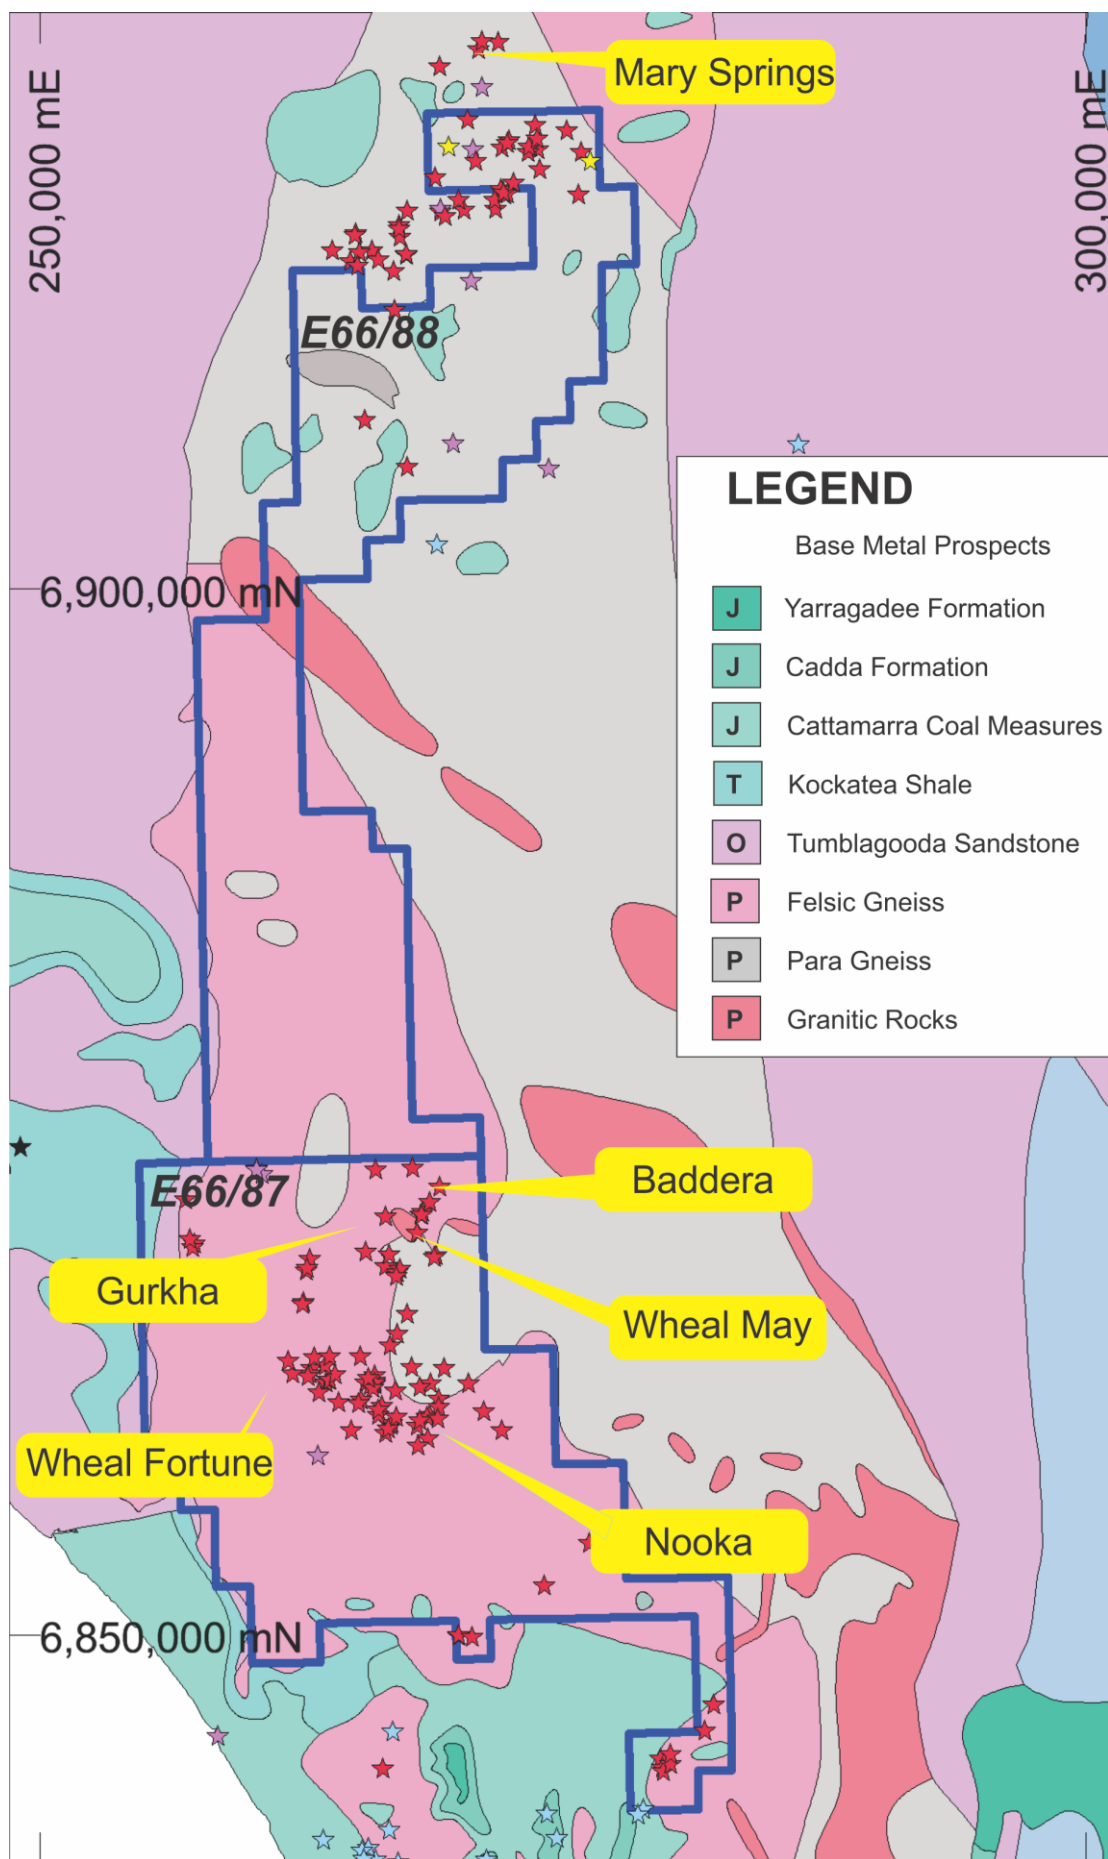 Mary Springs
250,000 mE
300,000 mE
E66/88
LEGEND
Base Metal Prospects
6,900,000 mN
J Yarragadee Formation
J Cadda Formation
J Cattamarra Coal Measures
T Kockatea Shale
O Tumblagooda Sandstone
P Felsic Gneiss
P Para Gneiss
P Granitic Rocks
Baddera
E66/87
Gurkha
Wheal May
Wheal Fortune
Nooka
6,850,000 mN